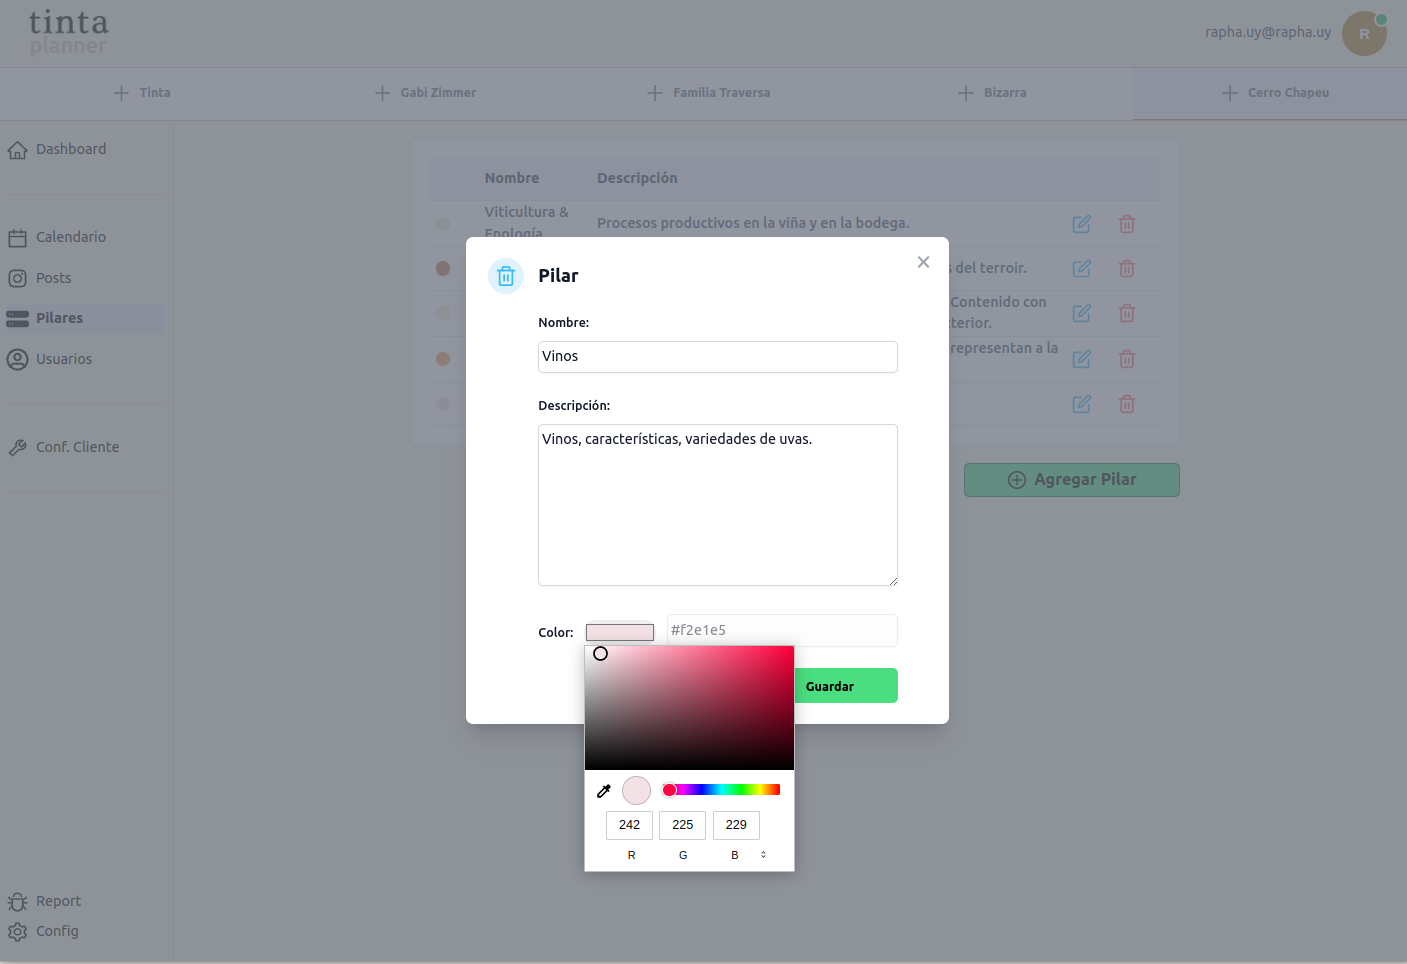 tinta
planner
rapha.uy@rapha.uy
R
Tinta
Gabi Zimmer
Familia Traversa
Bizarra
Cerro Chapeu
Dashboard
Calendario
Posts
Pilares
Usuarios
Conf. Cliente
Report
Config
Nombre
Descripción
Viticultura &
Enología
Procesos productivos en la viña y en la bodega.
del terroir.
Contenido con
representan a la
Agregar Pilar
Pilar
Nombre:
Vinos
Descripción:
Vinos, características, variedades de uvas.
Color:
#f2e1e5
Guardar
242
225
229
R
G
B